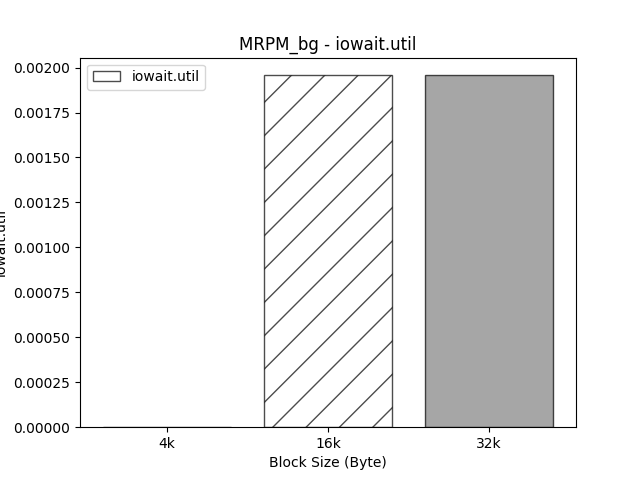 MRPM_bg - iowait.util
iowait.util
0.00200
0.00175
0.00150
0.00125
0.00100
0.00075
0.00050
0.00025
0.00000
iowait.util
4k 16k 32k
Block Size (Byte)